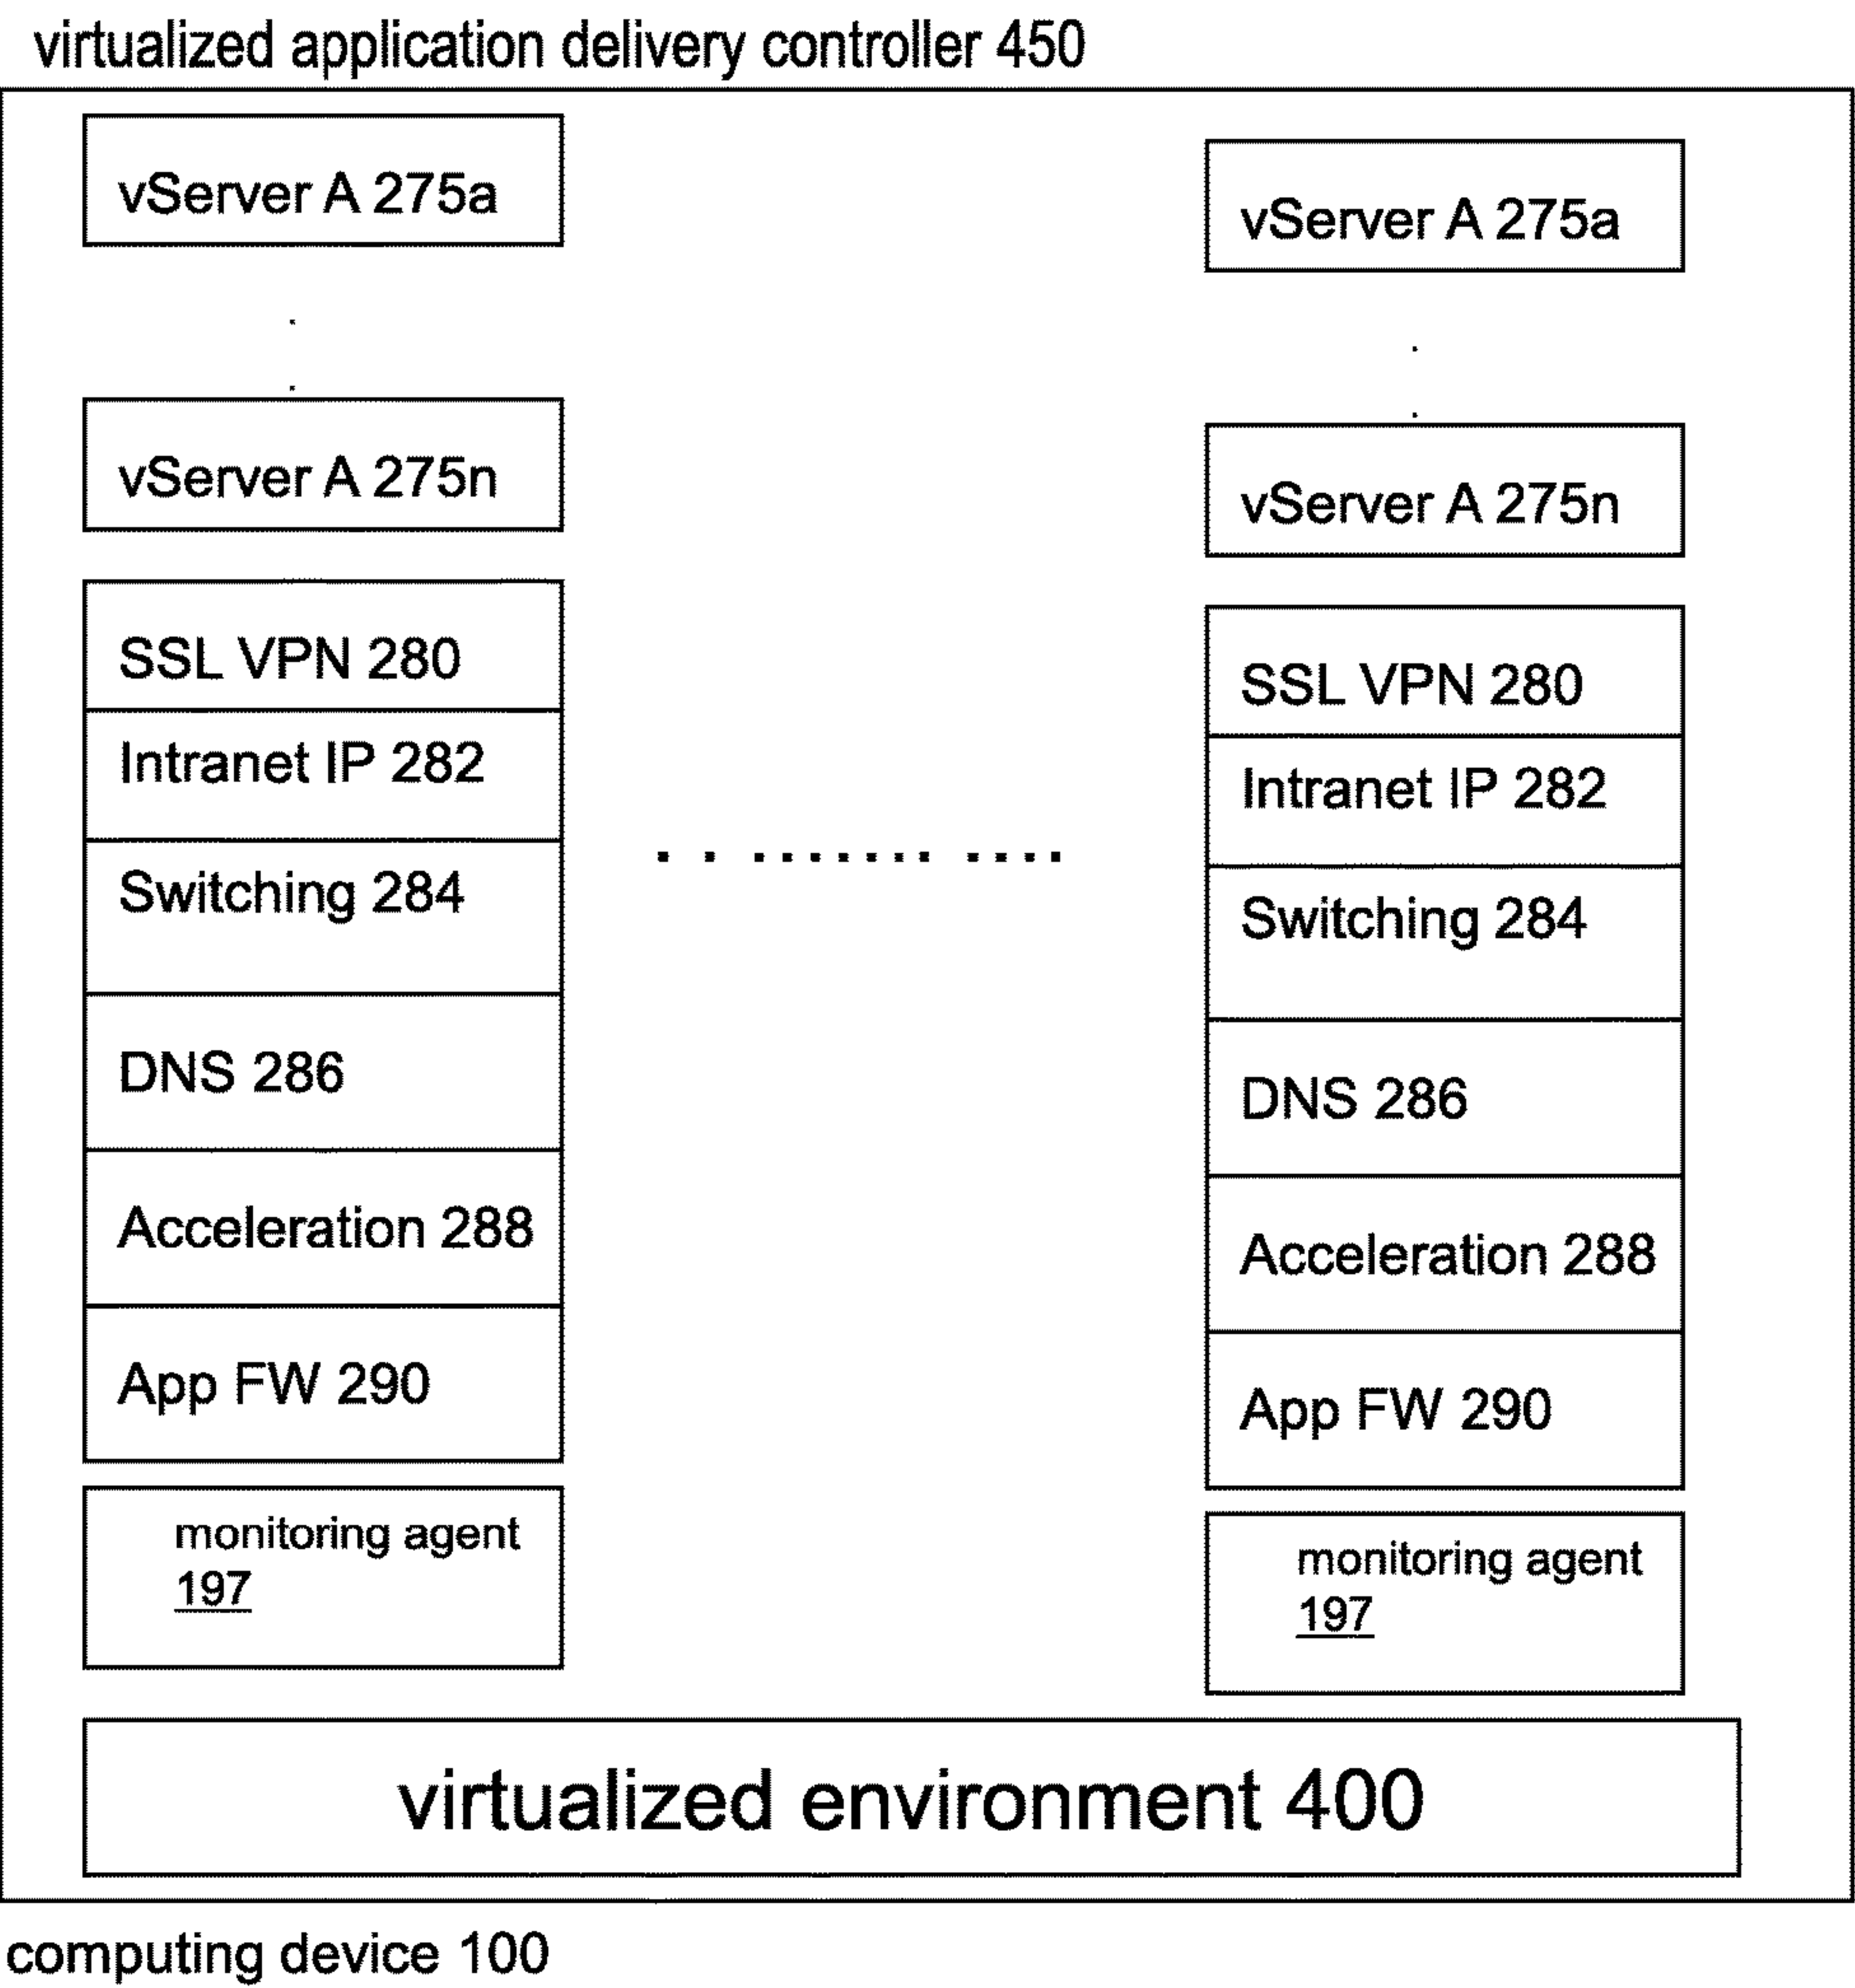 virtualized application delivery controller 450
vServer A 275a
vServer A 275n
SSL VPN 280
Intranet IP 282
Switching 284
DNS 286
Acceleration 288
App FW 290
monitoring agent
197
vServer A 275a
vServer A 275n
SSL VPN 280
Intranet IP 282
Switching 284
DNS 286
Acceleration 288
App FW 290
monitoring agent
197
virtualized environment 400
computing device 100